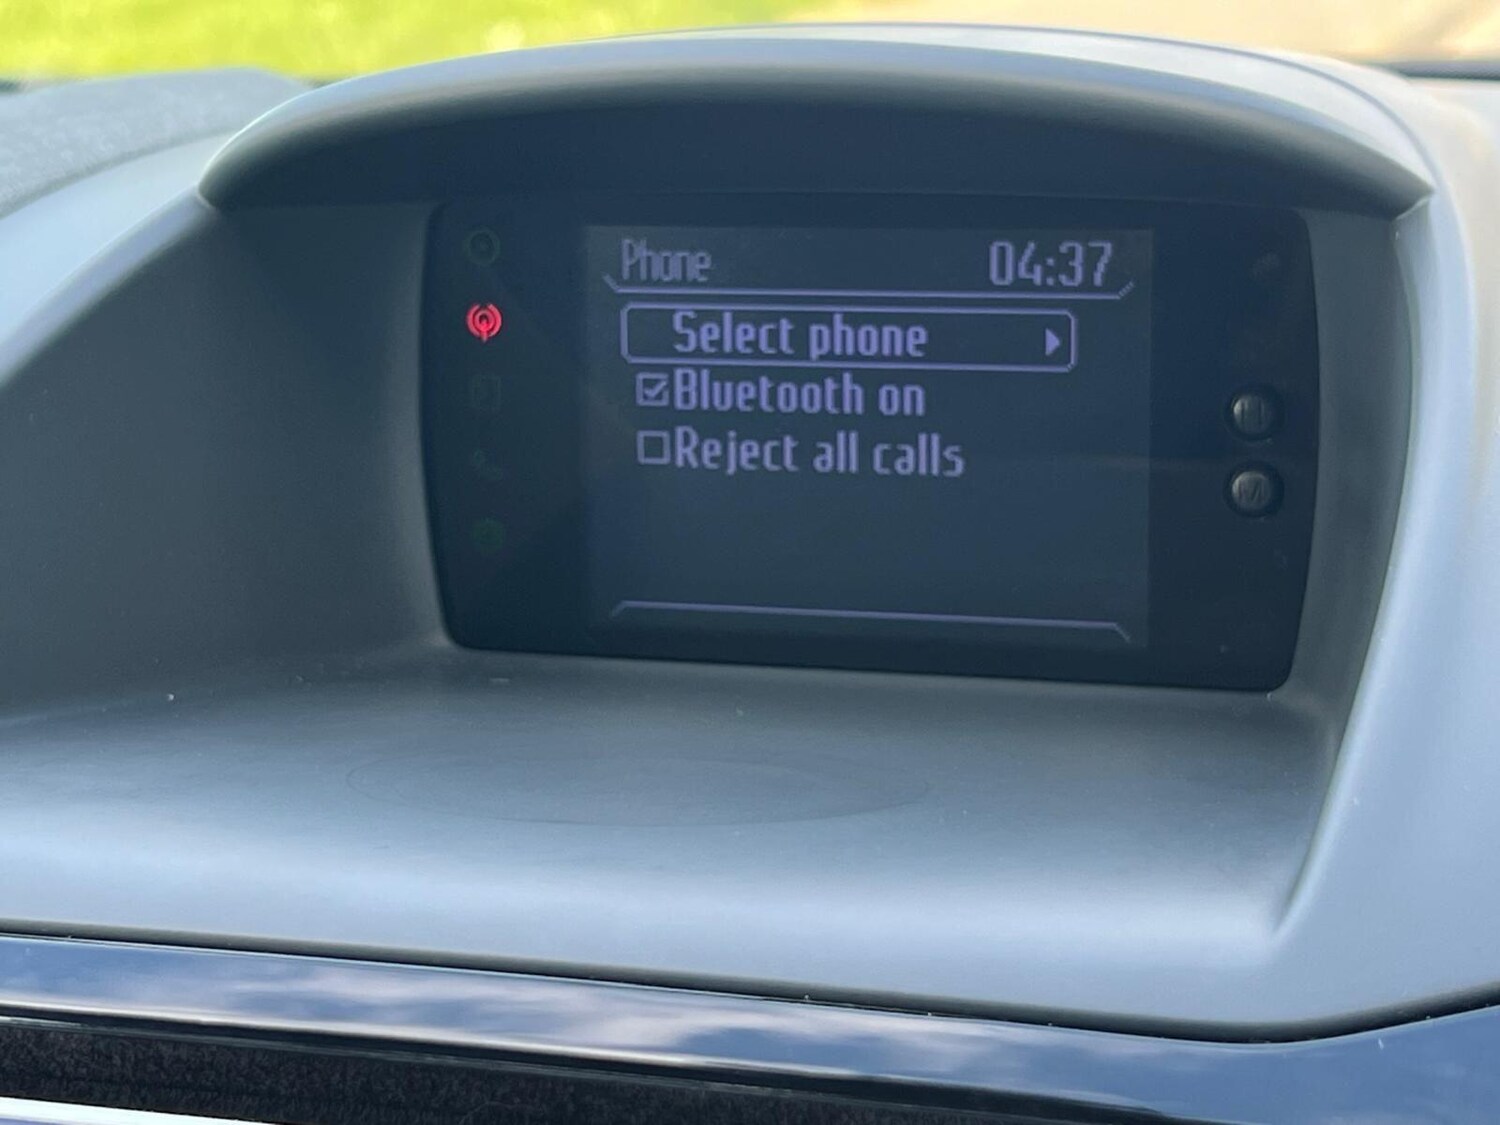 Phone 04:37
Select phone
Bluetooth on
Reject all calls
H
M